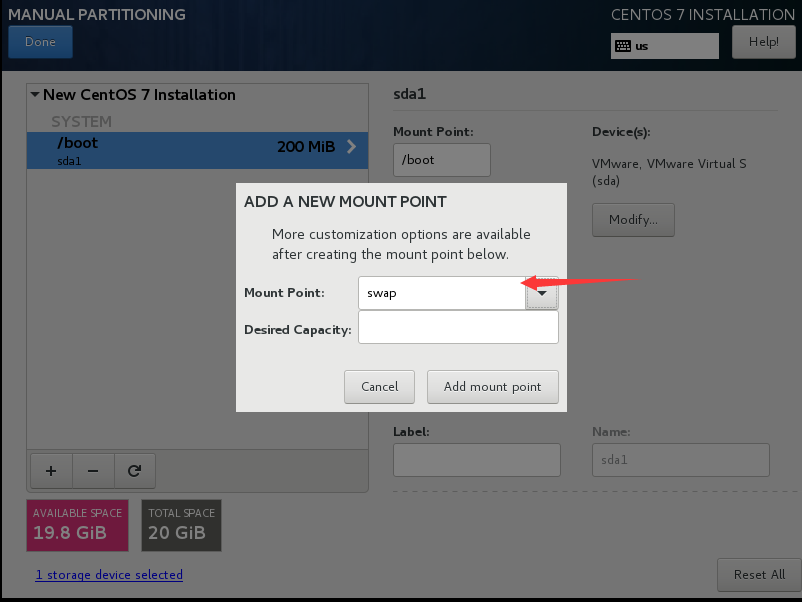 MANUAL PARTITIONING
CENTOS 7 INSTALLATION
Done
us
Help!
New CentOS 7 Installation
SYSTEM
/boot
200 MiB
sda1
sda1
Mount Point:
/boot
Device(s):
VMware, VMware Virtual S
(sda)
Modify...
ADD A NEW MOUNT POINT
More customization options are available
after creating the mount point below.
Mount Point:
swap
Desired Capacity:
Cancel
Add mount point
Label:
Name:
sda1
+
−
AVAILABLE SPACE
19.8 GiB
TOTAL SPACE
20 GiB
1 storage device selected
Reset All